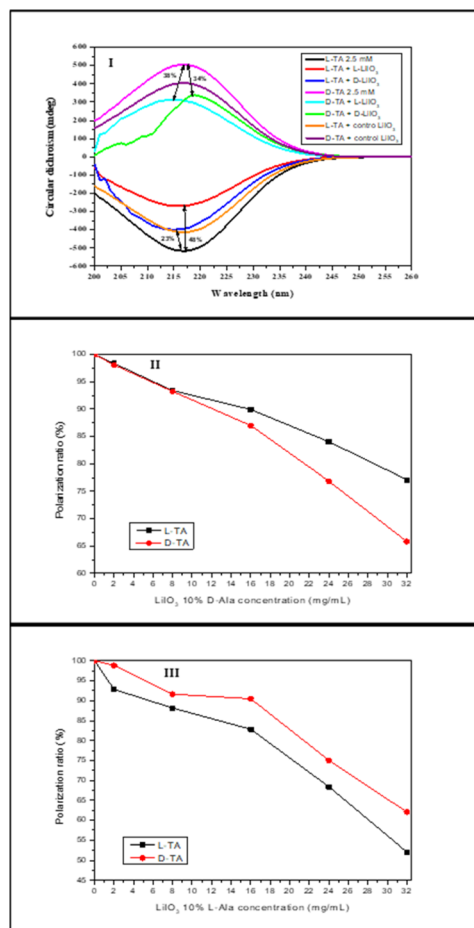 I
L-TA 2.5 mM
L-TA + L-LiIO3
L-TA + D-LiIO3
D-TA 2.5 mM
D-TA + L-LiIO3
D-TA + D-LiIO3
L-TA + contro LiIO3
D-TA + control LiIO3
Circular dichroism (mdeg)
600
500
400
300
200
100
0
-100
-200
-300
-400
-500
-600
38%
34%
23%
48%
200 205 210 215 220 225 230 235 240 245 250 255 260
Wavelength (nm)
II
Polarization ratio (%)
100
95
90
85
80
75
70
65
60
L-TA
D-TA
0 2 4 6 8 10 12 14 16 18 20 22 24 26 28 30 32
LiIO3 10% D-Ala concentration (mg/mL)
III
Polarization ratio (%)
100
95
90
85
80
75
70
65
60
55
50
45
L-TA
D-TA
0 2 4 6 8 10 12 14 16 18 20 22 24 26 28 30 32
LiIO3 10% L-Ala concentration (mg/mL)